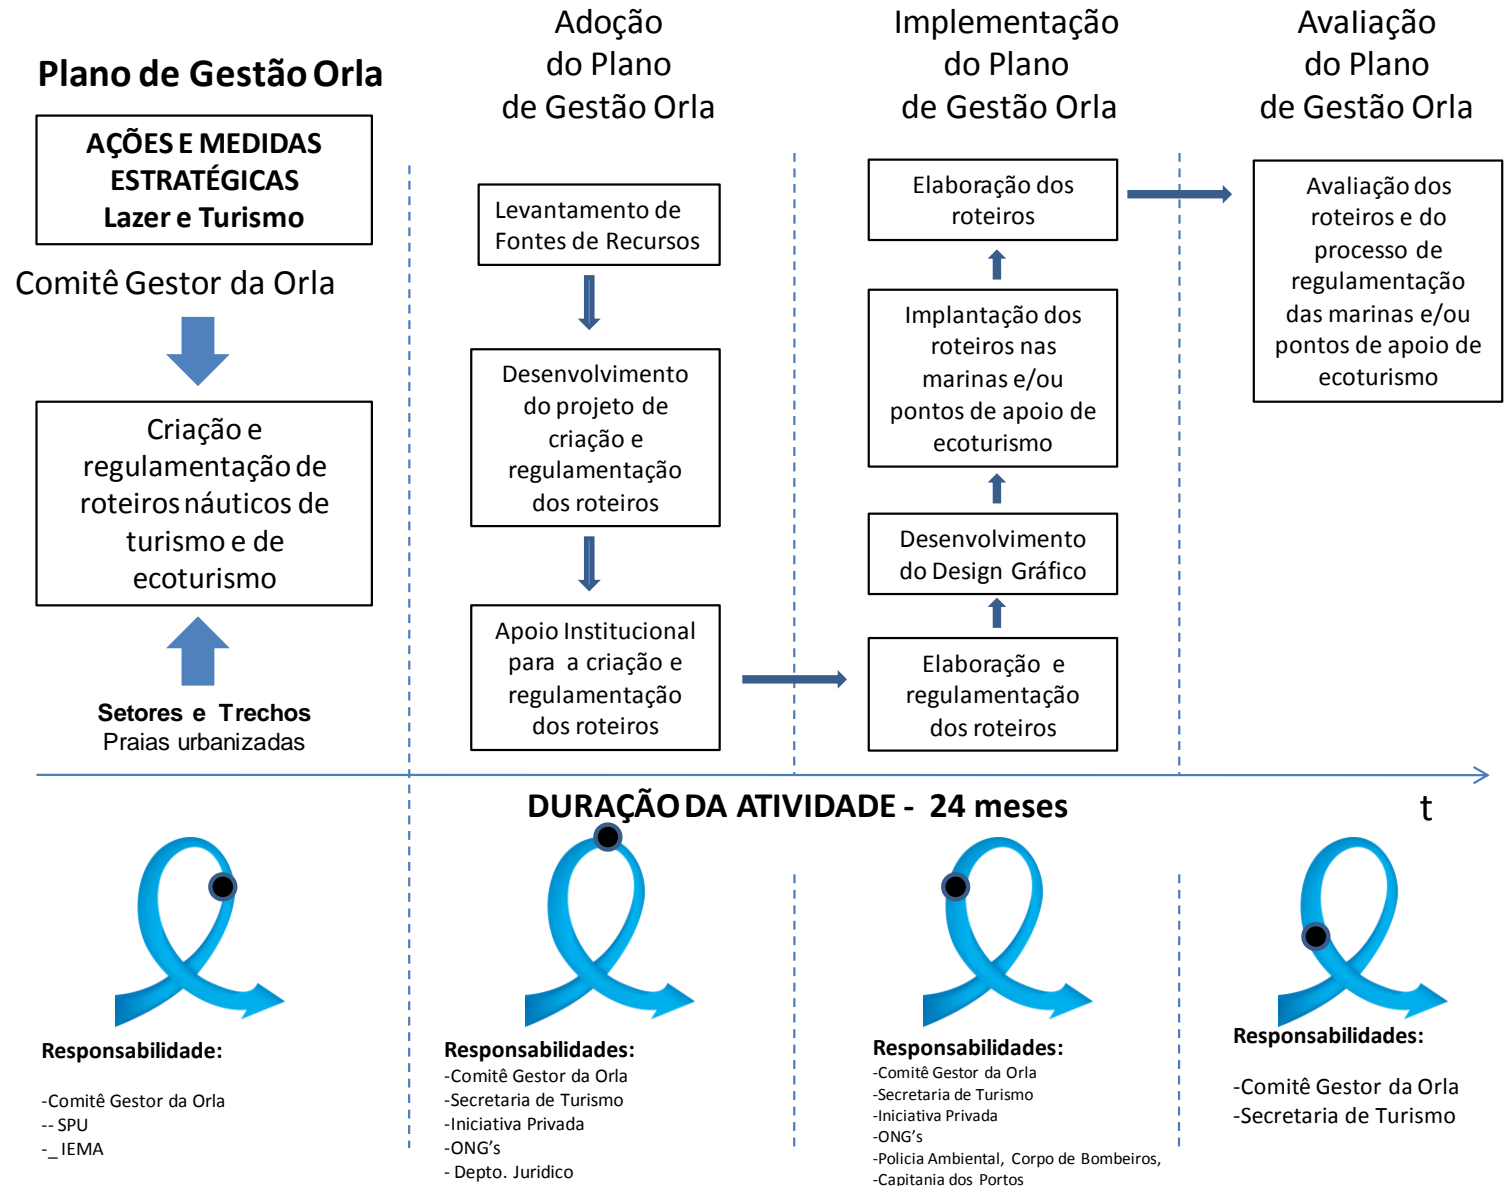 Plano de Gestão Orla
AÇÕES E MEDIDAS
ESTRATÉGICAS
Lazer e Turismo
Comitê Gestor da Orla
Criação e
regulamentação de
roteiros náuticos de
turismo e de
ecoturismo
Setores e Trechos
Praias urbanizadas
Adoção
do Plano
de Gestão Orla
Levantamento de
Fontes de Recursos
Desenvolvimento
do projeto de
criação e
regulamentação
dos roteiros
Apoio Institucional
para a criação e
regulamentação
dos roteiros
Implementação
do Plano
de Gestão Orla
Elaboração dos
roteiros
Implantação dos
roteiros nas
marinas e/ou
pontos de apoio de
ecoturismo
Desenvolvimento
do Design Gráfico
Elaboração e
regulamentação
dos roteiros
Avaliação
do Plano
de Gestão Orla
Avaliação dos
roteiros e do
processo de
regulamentação
das marinas e/ou
pontos de apoio de
ecoturismo
DURAÇÃO DA ATIVIDADE - 24 meses
t
Responsabilidade:
-Comitê Gestor da Orla
-- SPU
-_ IEMA
Responsabilidades:
-Comitê Gestor da Orla
-Secretaria de Turismo
-Iniciativa Privada
-ONG's
- Depto. Juridico
Responsabilidades:
-Comitê Gestor da Orla
-Secretaria de Turismo
-Iniciativa Privada
-ONG's
-Policia Ambiental, Corpo de Bombeiros,
-Capitania dos Portos
Responsabilidades:
-Comitê Gestor da Orla
-Secretaria de Turismo